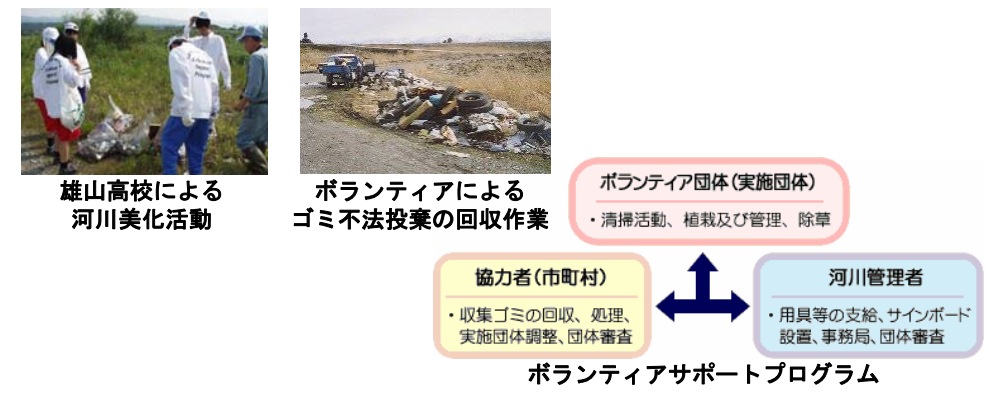 雄山高校による
河川美化活動
ボランティアによる
ゴミ不法投棄の回収作業
ボランティア団体(実施団体)
・清掃活動、植栽及び管理、除草
協力者(市町村)
・収集ゴミの回収、処理、
実施団体調整、団体審査
河川管理者
・用具等の支給、サインボード
設置、事務局、団体審査
ボランティアサポートプログラム